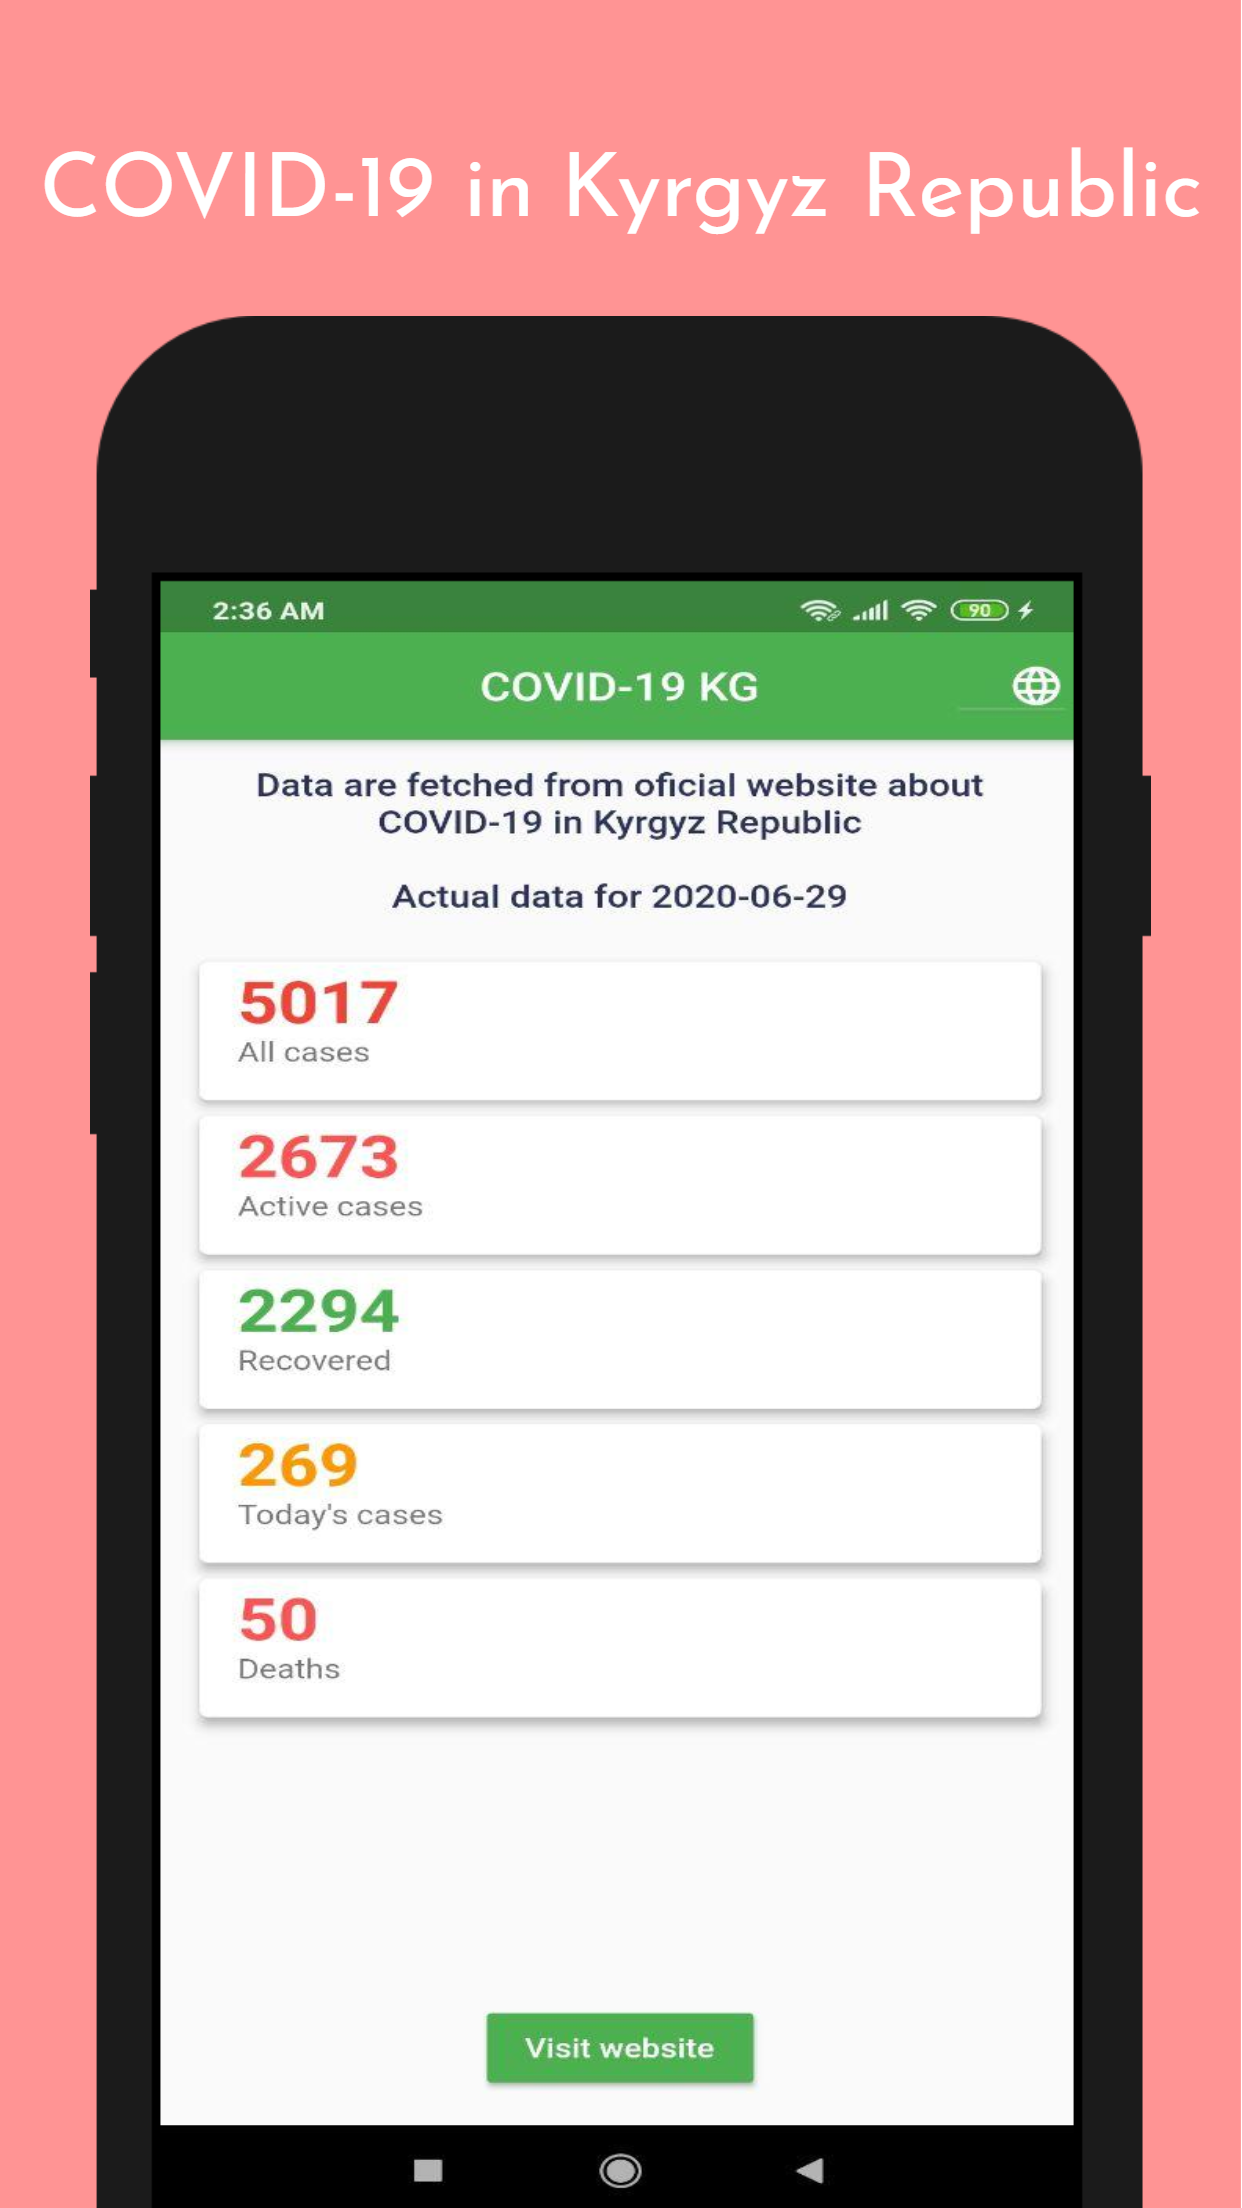 COVID-19 in Kyrgyz Republic
2:36 AM
90
COVID-19 KG
Data are fetched from oficial website about
COVID-19 in Kyrgyz Republic
Actual data for 2020-06-29
5017
All cases
2673
Active cases
2294
Recovered
269
Today's cases
50
Deaths
Visit website